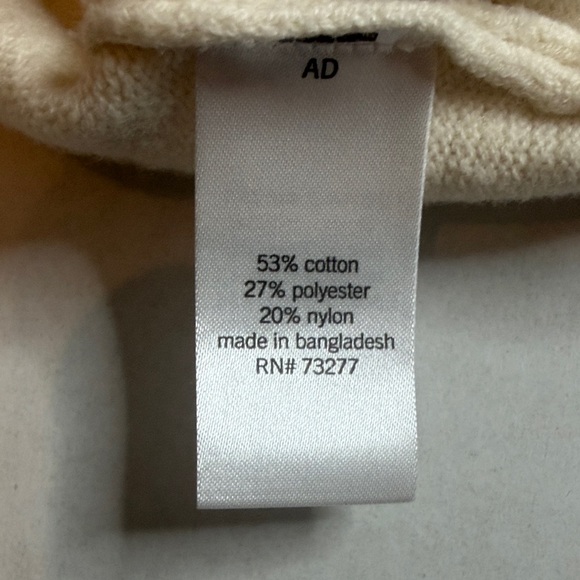 AD
53% cotton
27% polyester
20% nylon
made in bangladesh
RN# 73277